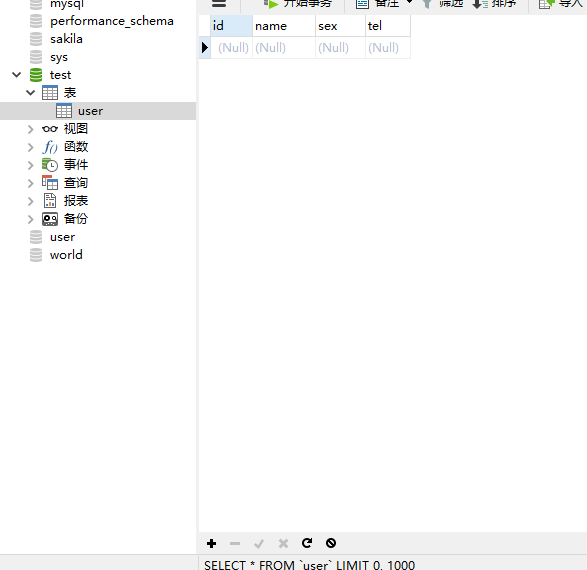 mysql
performance_schema
sakila
sys
test
表
user
视图
函数
事件
查询
报表
备份
user
world
开始事务 备注 筛选 排序 导入
id name sex tel
(Null) (Null) (Null) (Null)
SELECT * FROM `user` LIMIT 0, 1000